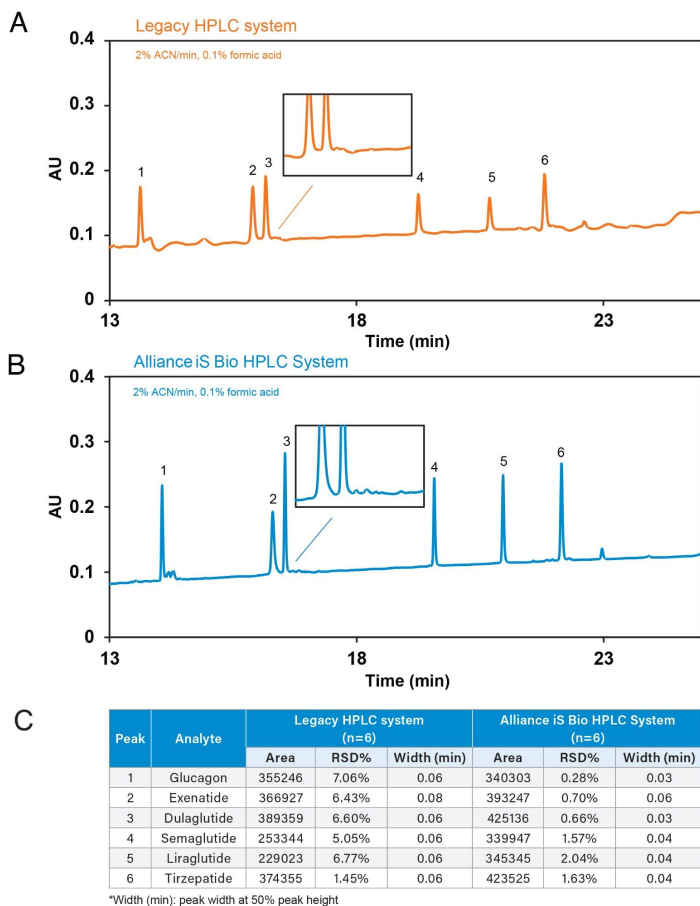 A
Legacy HPLC system
2% ACN/min, 0.1% formic acid
0.4
0.3
0.2
0.1
0
AU
1
2
3
4
5
6
13
18
23
Time (min)
B
Alliance iS Bio HPLC System
2% ACN/min, 0.1% formic acid
0.4
0.3
0.2
0.1
0
AU
1
2
3
4
5
6
13
18
23
Time (min)
C
Peak Analyte Legacy HPLC system (n=6) Alliance iS Bio HPLC System (n=6)
Area RSD% Width (min) Area RSD% Width (min)
1 Glucagon 355246 7.06% 0.06 340303 0.28% 0.03
2 Exenatide 366927 6.43% 0.08 393247 0.70% 0.06
3 Dulaglutide 389359 6.60% 0.06 425136 0.66% 0.03
4 Semaglutide 253344 5.05% 0.06 339947 1.57% 0.04
5 Liraglutide 229023 6.77% 0.06 345345 2.04% 0.04
6 Tirzepatide 374355 1.45% 0.06 423525 1.63% 0.04
*Width (min): peak width at 50% peak height